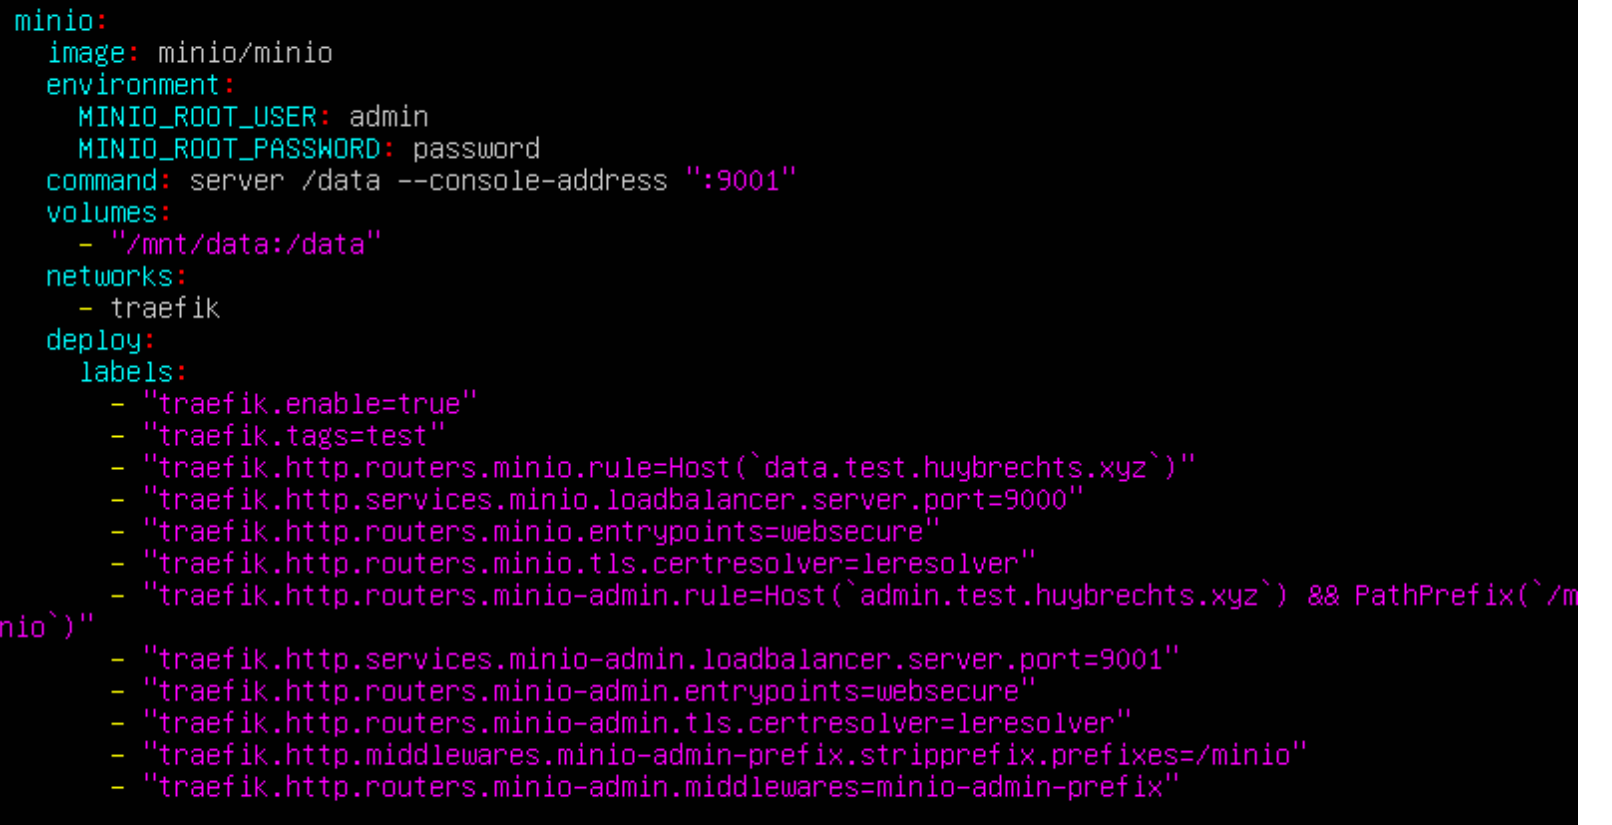 minio:
image: minio/minio
environment:
MINIO_ROOT_USER: admin
MINIO_ROOT_PASSWORD: password
command: server /data --console-address ":9001"
volumes:
- "/mnt/data:/data"
networks:
- traefik
deploy:
labels:
- "traefik.enable=true"
- "traefik.tags=test"
- "traefik.http.routers.minio.rule=Host(`data.test.huybrechts.xyz`)"
- "traefik.http.services.minio.loadbalancer.server.port=9000"
- "traefik.http.routers.minio.entrypoints=websecure"
- "traefik.http.routers.minio.tls.certresolver=leresolver"
- "traefik.http.routers.minio-admin.rule=Host(`admin.test.huybrechts.xyz`) && PathPrefix(`/m
nio`)"
- "traefik.http.services.minio-admin.loadbalancer.server.port=9001"
- "traefik.http.routers.minio-admin.entrypoints=websecure"
- "traefik.http.routers.minio-admin.tls.certresolver=leresolver"
- "traefik.http.middlewares.minio-admin-prefix.stripprefix.prefixes=/minio"
- "traefik.http.routers.minio-admin.middlewares=minio-admin-prefix"